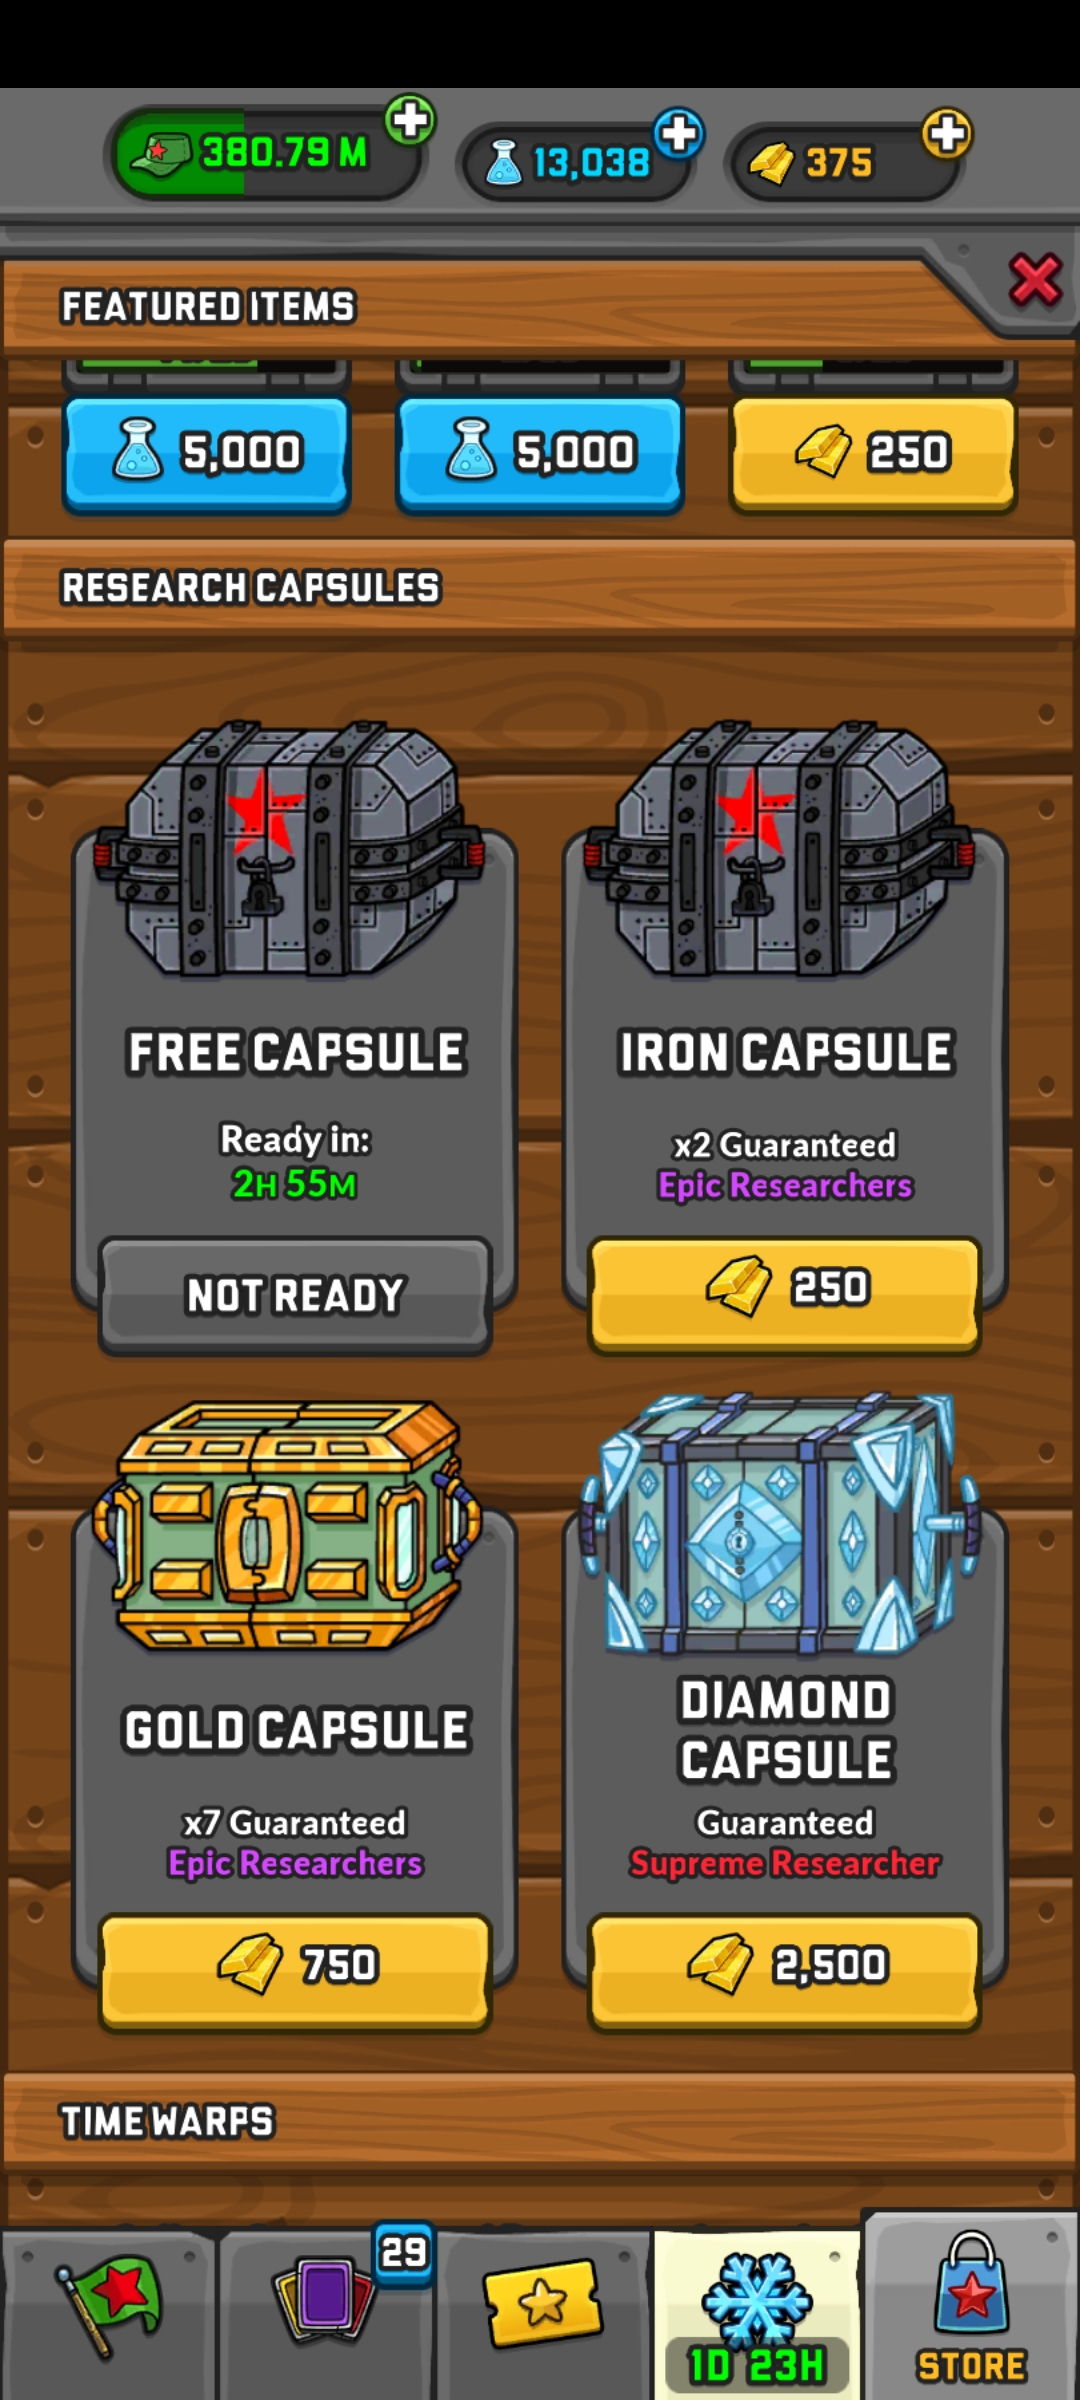 380.79 M
13,038
375
FEATURED ITEMS
5,000
5,000
250
RESEARCH CAPSULES
FREE CAPSULE
Ready in:
2H 55M
NOT READY
IRON CAPSULE
x2 Guaranteed
Epic Researchers
250
GOLD CAPSULE
x7 Guaranteed
Epic Researchers
750
DIAMOND
CAPSULE
Guaranteed
Supreme Researcher
2,500
TIME WARPS
29
1D 23H
STORE